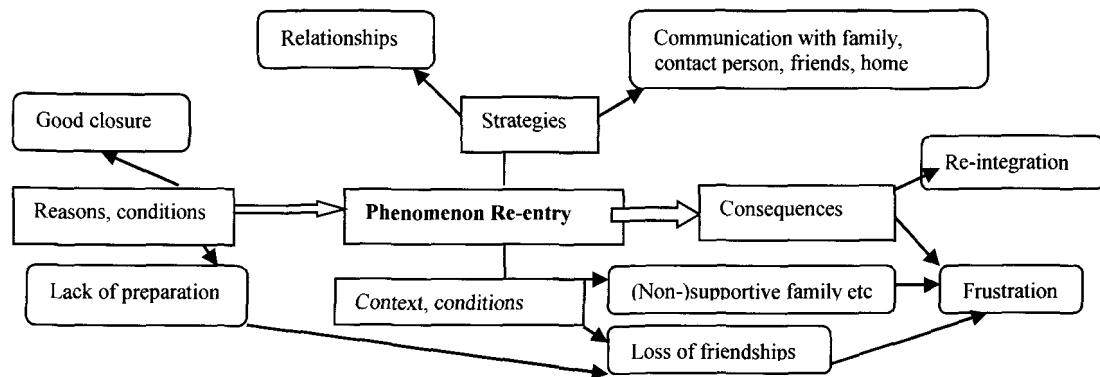 Relationships
Communication with family,
contact person, friends, home
Good closure
Strategies
Re-integration
Reasons, conditions
Phenomenon Re-entry
Consequences
Lack of preparation
Context, conditions
(Non-)supportive family etc
Frustration
Loss of friendships